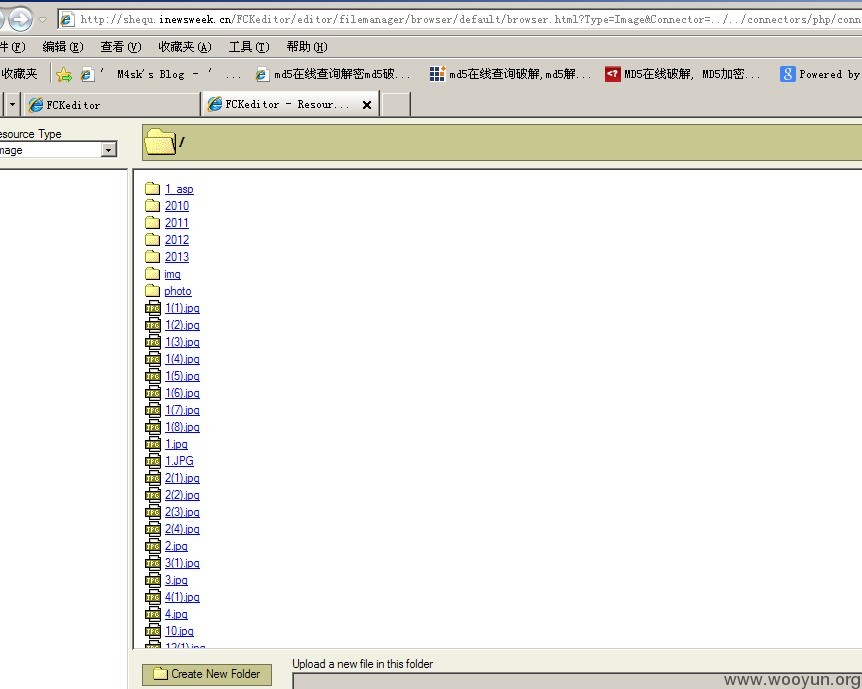 http://shequ.inewsweek.cn/FCKeditor/editor/filemanager/browser/default/browser.html?Type=Image&Connector=../../connectors/php/conn
件(F) 编辑(E) 查看(V) 收藏夹(A) 工具(T) 帮助(H)
收藏夹 ' M4sk's Blog - ' ... md5在线查询解密md5破... md5在线查询破解,md5解... MD5在线破解, MD5加密... Powered by
FCKeditor FCKeditor - Resour...
esource Type
mage
/
1_asp
2010
2011
2012
2013
img
photo
1(1).jpg
1(2).jpg
1(3).jpg
1(4).jpg
1(5).jpg
1(6).jpg
1(7).jpg
1(8).jpg
1.jpg
1.JPG
2(1).jpg
2(2).jpg
2(3).jpg
2(4).jpg
2.jpg
3(1).jpg
3.jpg
4(1).jpg
4.jpg
10.jpg
12(1).jpg
Create New Folder
Upload a new file in this folder
www.wooyun.org